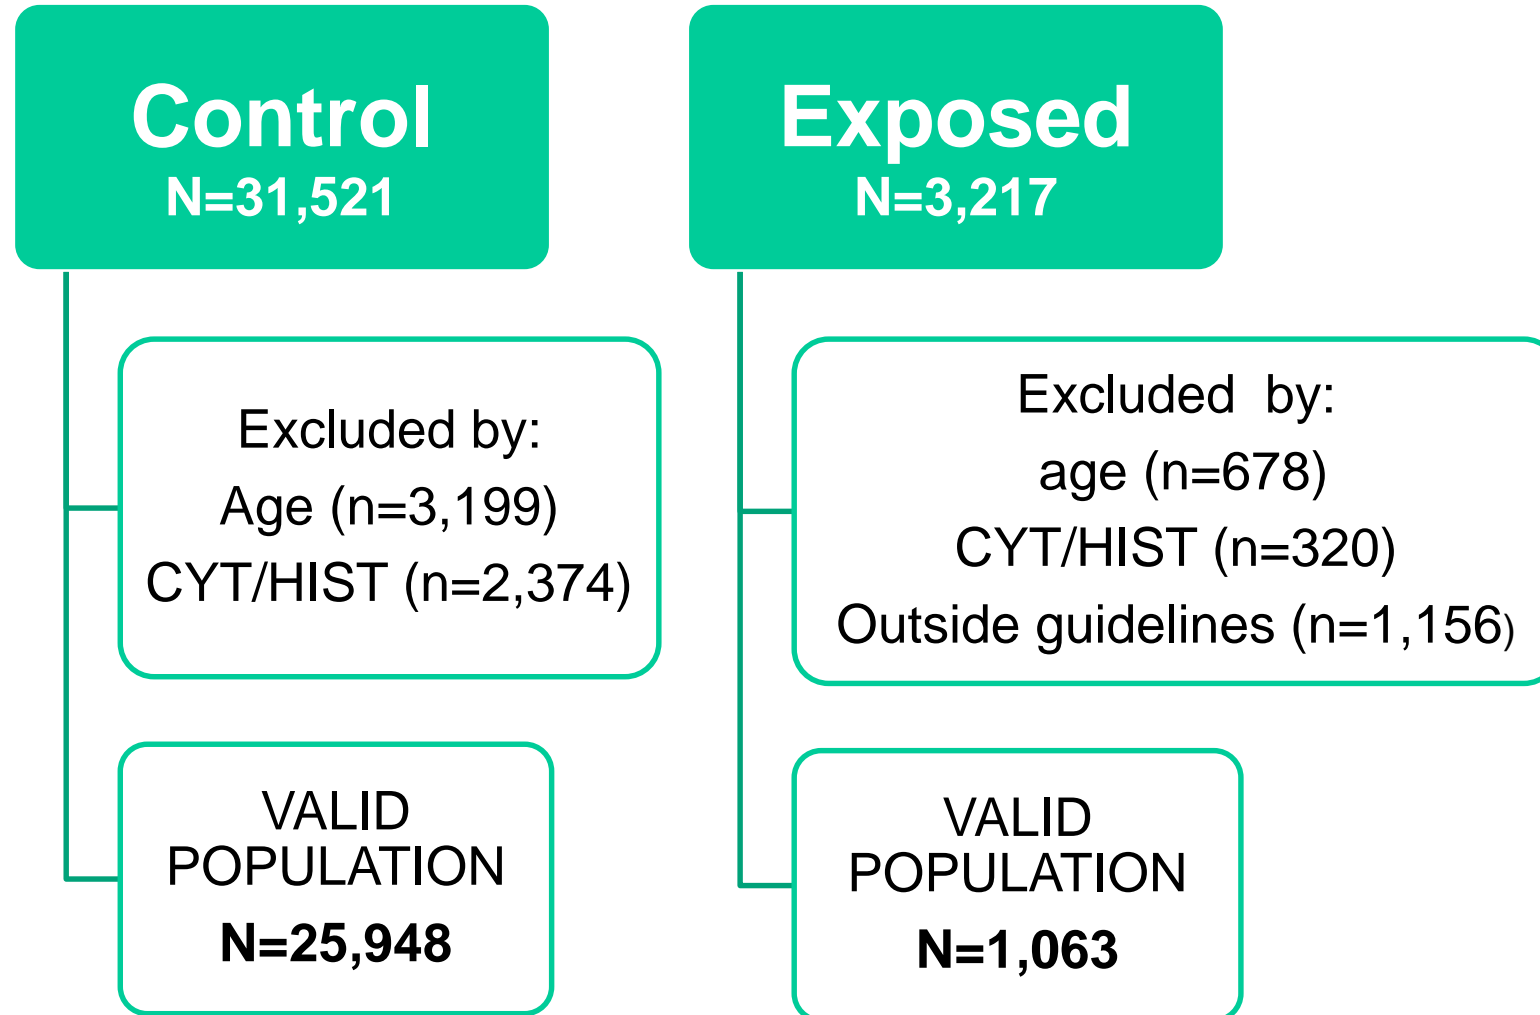 Control
N=31,521
Excluded by:
Age (n=3,199)
CYT/HIST (n=2,374)
VALID
POPULATION
N=25,948
Exposed
N=3,217
Excluded  by:
age (n=678)
CYT/HIST (n=320)
Outside guidelines (n=1,156)
VALID
POPULATION
N=1,063